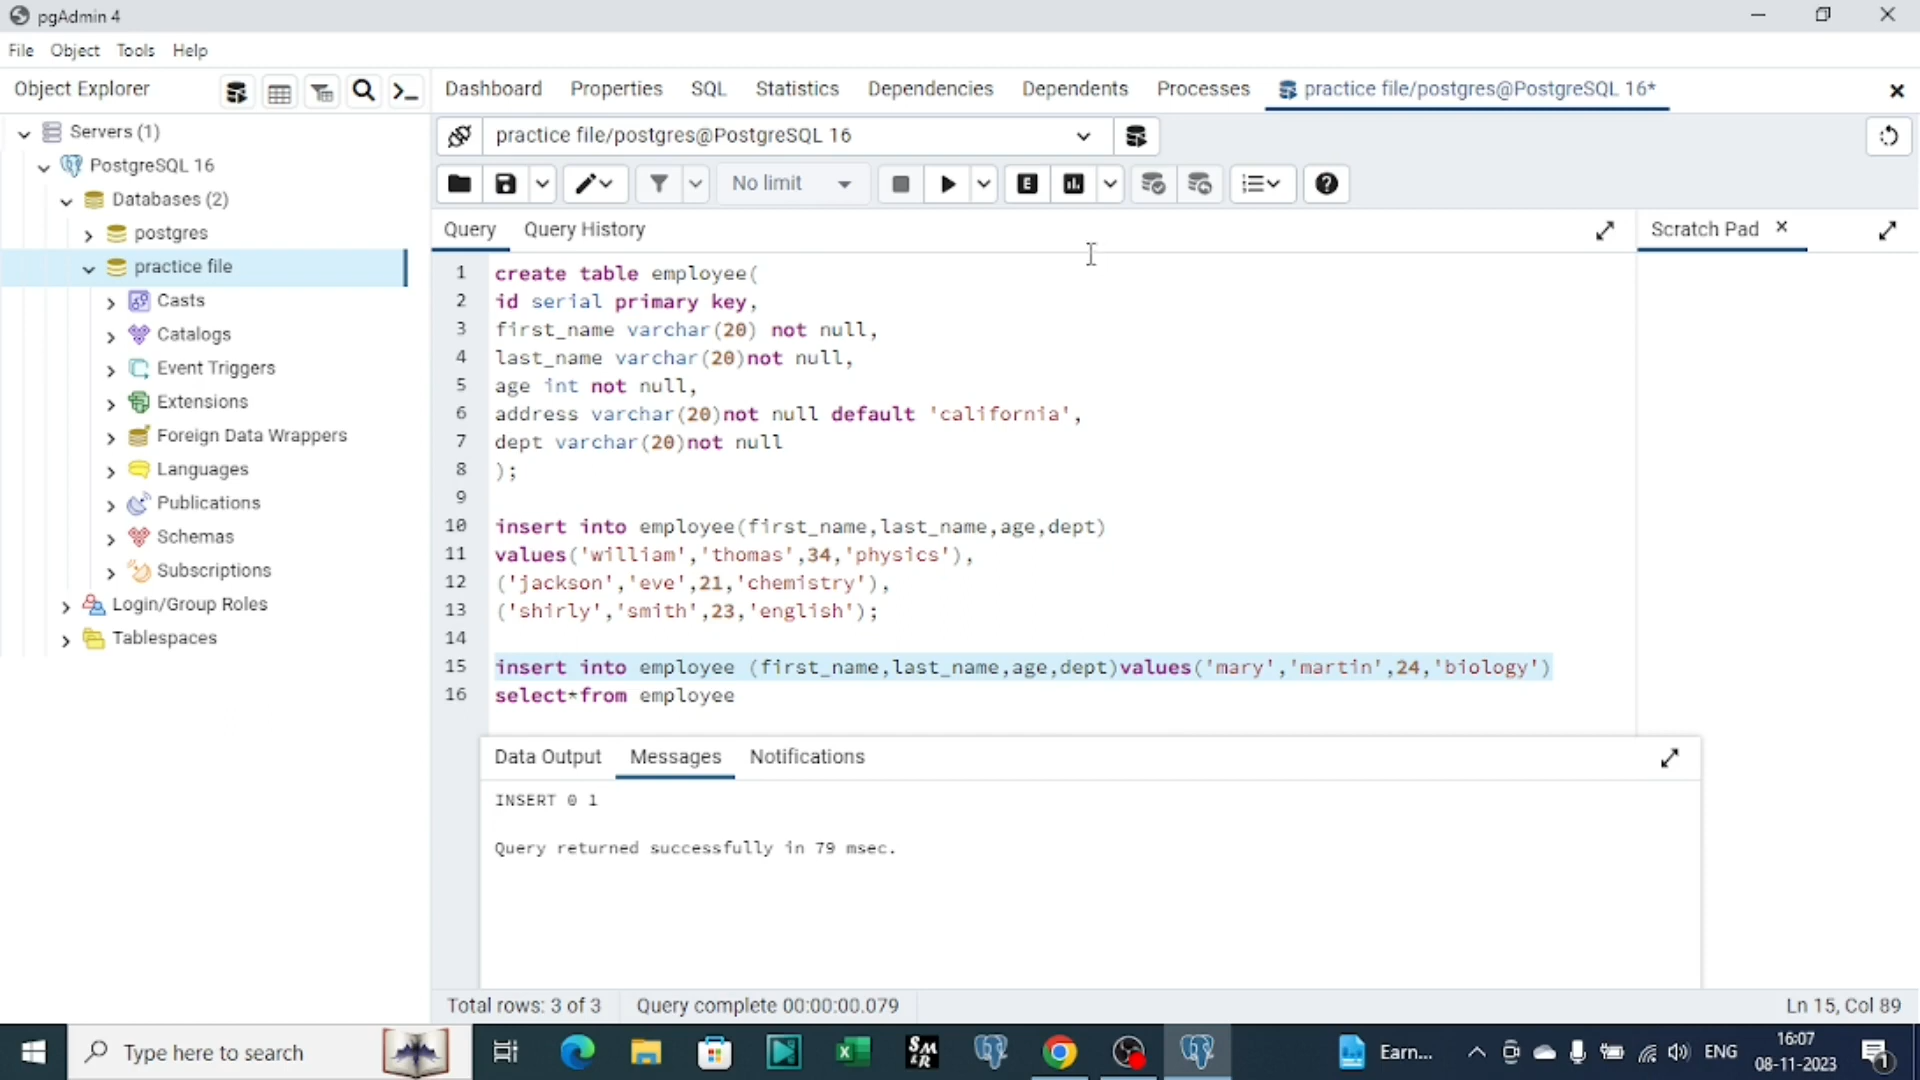 pgAdmin 4
File Object Tools Help
Object Explorer
Dashboard Properties SQL Statistics Dependencies Dependents Processes practice file/postgres@PostgreSQL 16*
Servers (1)
PostgreSQL 16
Databases (2)
postgres
practice file
Casts
Catalogs
Event Triggers
Extensions
Foreign Data Wrappers
Languages
Publications
Schemas
Subscriptions
Login/Group Roles
Tablespaces
practice file/postgres@PostgreSQL 16
No limit
E
Query Query History
Scratch Pad
1 create table employee(
2 id serial primary key,
3 first_name varchar(20) not null,
4 last_name varchar(20)not null,
5 age int not null,
6 address varchar(20)not null default 'california',
7 dept varchar(20)not null
8 );
9
10 insert into employee(first_name,last_name,age,dept)
11 values('william','thomas',34,'physics'),
12 ('jackson','eve',21,'chemistry'),
13 ('shirly','smith',23,'english');
14
15 insert into employee (first_name,last_name,age,dept)values('mary','martin',24,'biology')
16 select*from employee
Data Output Messages Notifications
INSERT 0 1
Query returned successfully in 79 msec.
Total rows: 3 of 3 Query complete 00:00:00.079 Ln 15, Col 89
Type here to search
SM
&R
Earn...
ENG
16:07
08-11-2023
1